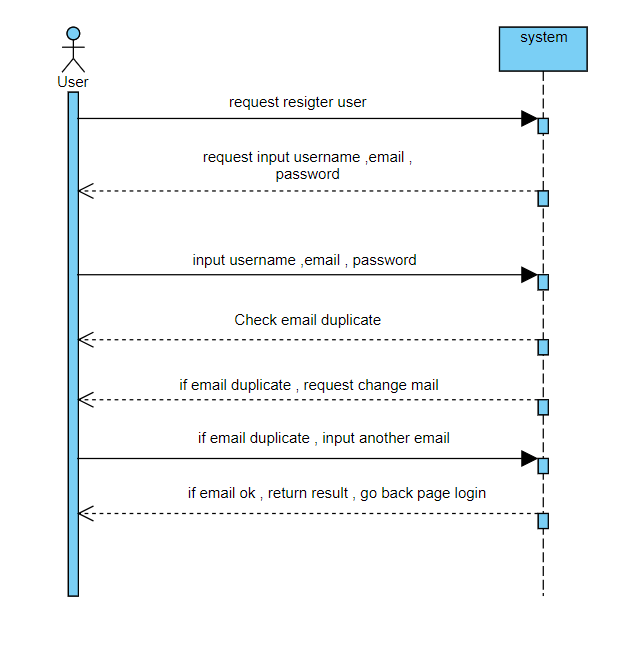 system
User
request resigter user
request input username ,email ,
password
input username ,email , password
Check email duplicate
if email duplicate , request change mail
if email duplicate , input another email
if email ok , return result , go back page login